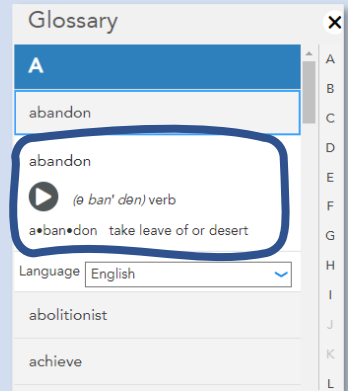 Glossary
A
abandon
abandon
(ə ban' dən) verb
a•ban•don take leave of or desert
Language English
abolitionist
achieve
A
B
C
D
E
F
G
H
I
J
K
L